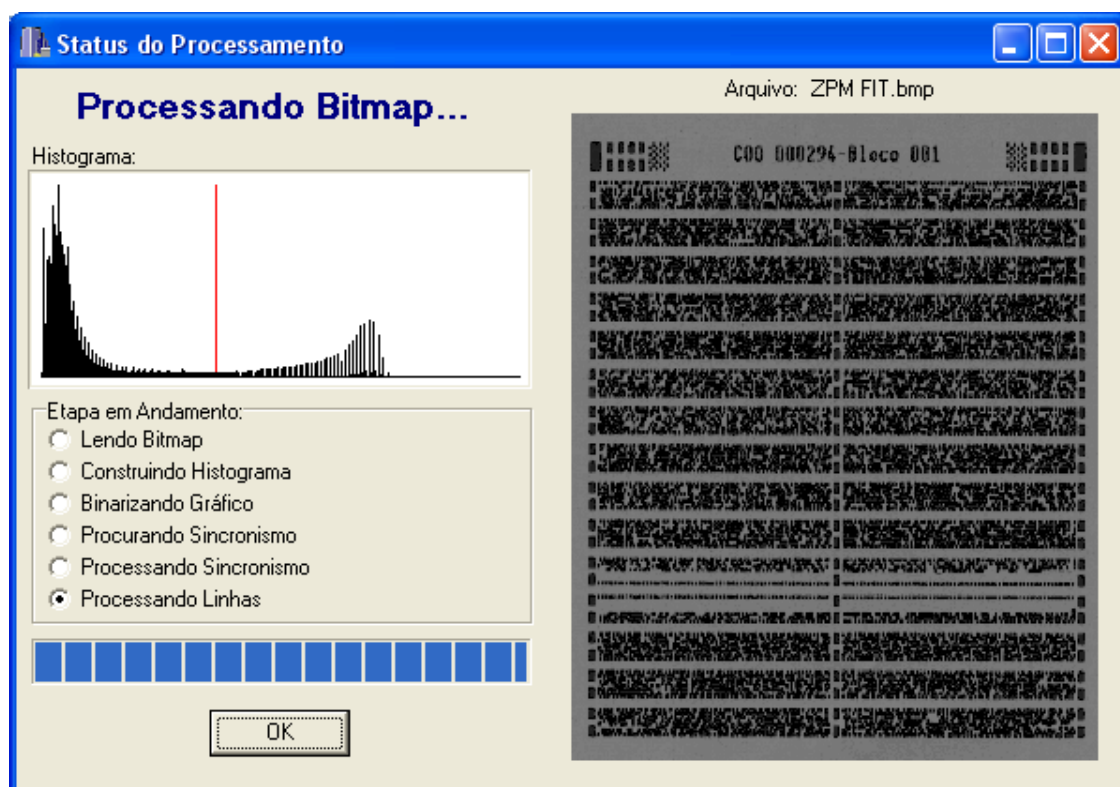 Status do Processamento
Processando Bitmap...
Histograma:
Etapa em Andamento:
Lendo Bitmap
Construindo Histograma
Binarizando Gráfico
Procurando Sincronismo
Processando Sincronismo
Processando Linhas
OK
Arquivo: ZPM FIT.bmp
COO 000294-Bloco 001